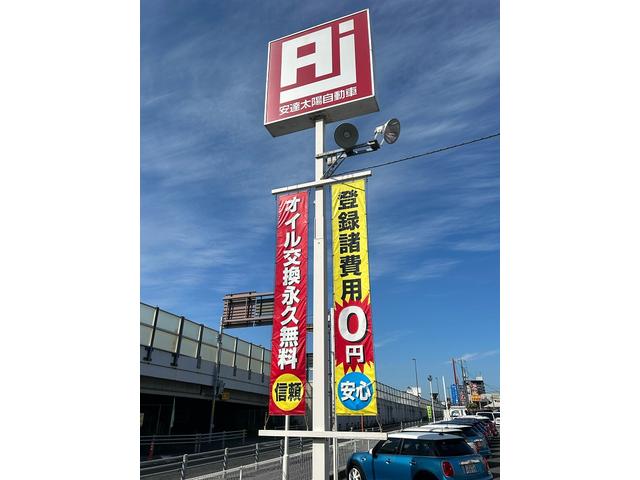 Aj
安達太陽自動車
オイル交換永久無料
信頼
登録諸費用
0円
安心